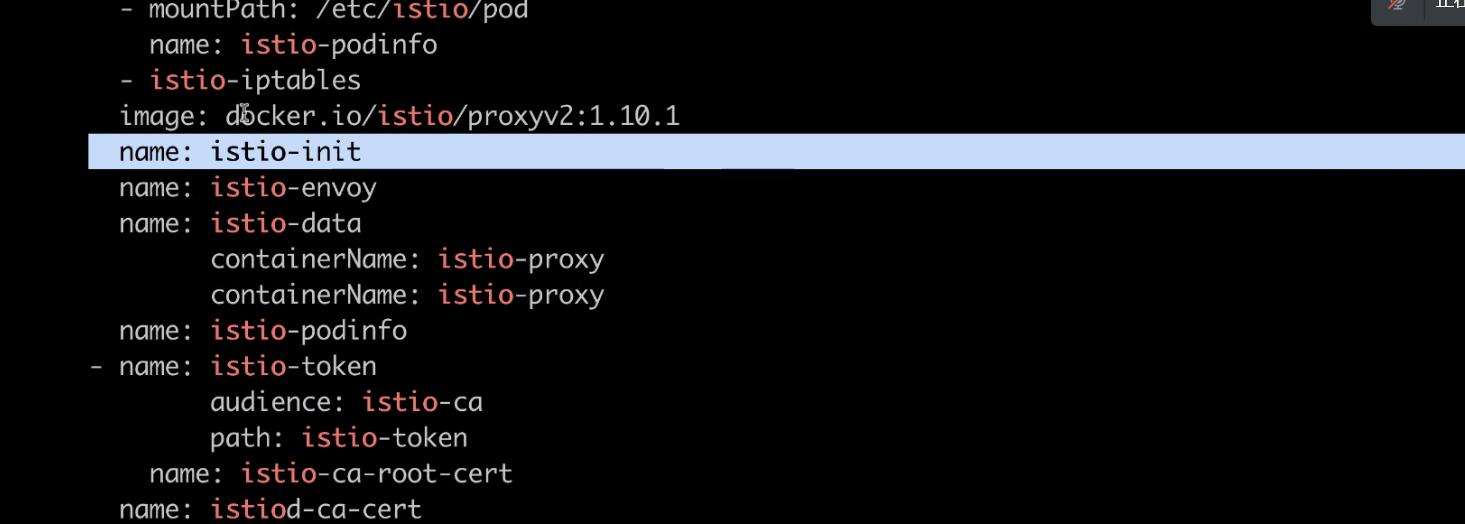 - mountPath: /etc/istio/pod
name: istio-podinfo
- istio-iptables
image: docker.io/istio/proxyv2:1.10.1
name: istio-init
name: istio-envoy
name: istio-data
containerName: istio-proxy
containerName: istio-proxy
name: istio-podinfo
- name: istio-token
audience: istio-ca
path: istio-token
name: istio-ca-root-cert
name: istiod-ca-cert